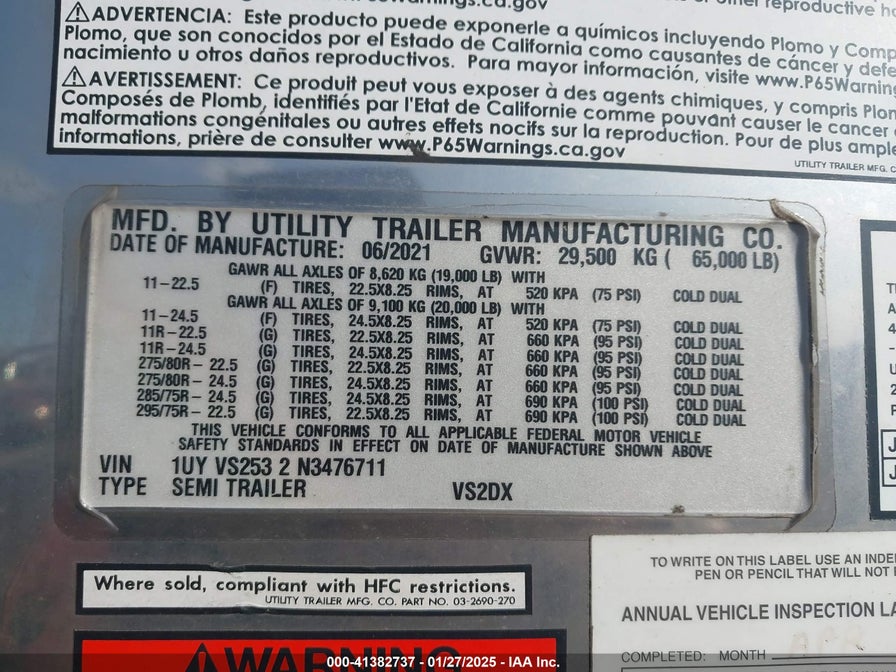 65Warnings.ca.gov
reproductive
⚠ADVERTENCIA: Este producto puede exponerle a químicos incluyendo Plomo y
Plomo, que son conocidos por el Estado de California como causantes de cáncer y
nacimiento u otros daños reproductivos. Para mayor información, visite www.P65Warning
⚠AVERTISSEMENT: Ce produit peut vous exposer à des agents chimiques, y compris
Composés de Plomb, identifiés par l'Etat de Californie comme pouvant causer le cancer
malformations congénitales ou autres effets nocifs sur la reproduction. Pour de plus
informations, prière de consulter www.P65Warnings.ca.gov
UTILITY TRAILER MFG. C
MFD. BY UTILITY TRAILER MANUFACTURING CO.
DATE OF MANUFACTURE: 06/2021 GVWR: 29,500 KG ( 65,000 LB)
GAWR ALL AXLES OF 8,620 KG (19,000 LB) WITH
11-22.5 (F) TIRES, 22.5X8.25 RIMS, AT 520 KPA (75 PSI) COLD DUAL
GAWR ALL AXLES OF 9,100 KG (20,000 LB) WITH
11-24.5 (F) TIRES, 24.5X8.25 RIMS, AT 520 KPA (75 PSI) COLD DUAL
11R-22.5 (G) TIRES, 22.5X8.25 RIMS, AT 660 KPA (95 PSI) COLD DUAL
11R-24.5 (G) TIRES, 24.5X8.25 RIMS, AT 660 KPA (95 PSI) COLD DUAL
275/80R- 22.5 (G) TIRES, 22.5X8.25 RIMS, AT 660 KPA (95 PSI) COLD DUAL
275/80R- 24.5 (G) TIRES, 24.5X8.25 RIMS, AT 660 KPA (95 PSI) COLD DUAL
285/75R- 24.5 (G) TIRES, 24.5X8.25 RIMS, AT 690 KPA (100 PSI) COLD DUAL
295/75R- 22.5 (G) TIRES, 22.5X8.25 RIMS, AT 690 KPA (100 PSI) COLD DUAL
THIS VEHICLE CONFORMS TO ALL APPLICABLE FEDERAL MOTOR VEHICLE
SAFETY STANDARDS IN EFFECT ON DATE OF MANUFACTURE SHOWN ABOVE
VIN 1UY VS253 2 N3476711
TYPE SEMI TRAILER VS2DX
Where sold, compliant with HFC restrictions.
UTILITY TRAILER MFG. CO. PART NO. 03-2690-270
TO WRITE ON THIS LABEL USE AN
PEN OR PENCIL THAT WILL NOT
ANNUAL VEHICLE INSPECTION
COMPLETED: MONTH APR
⚠WARNING
000-41382737 - 01/27/2025 - IAA Inc.